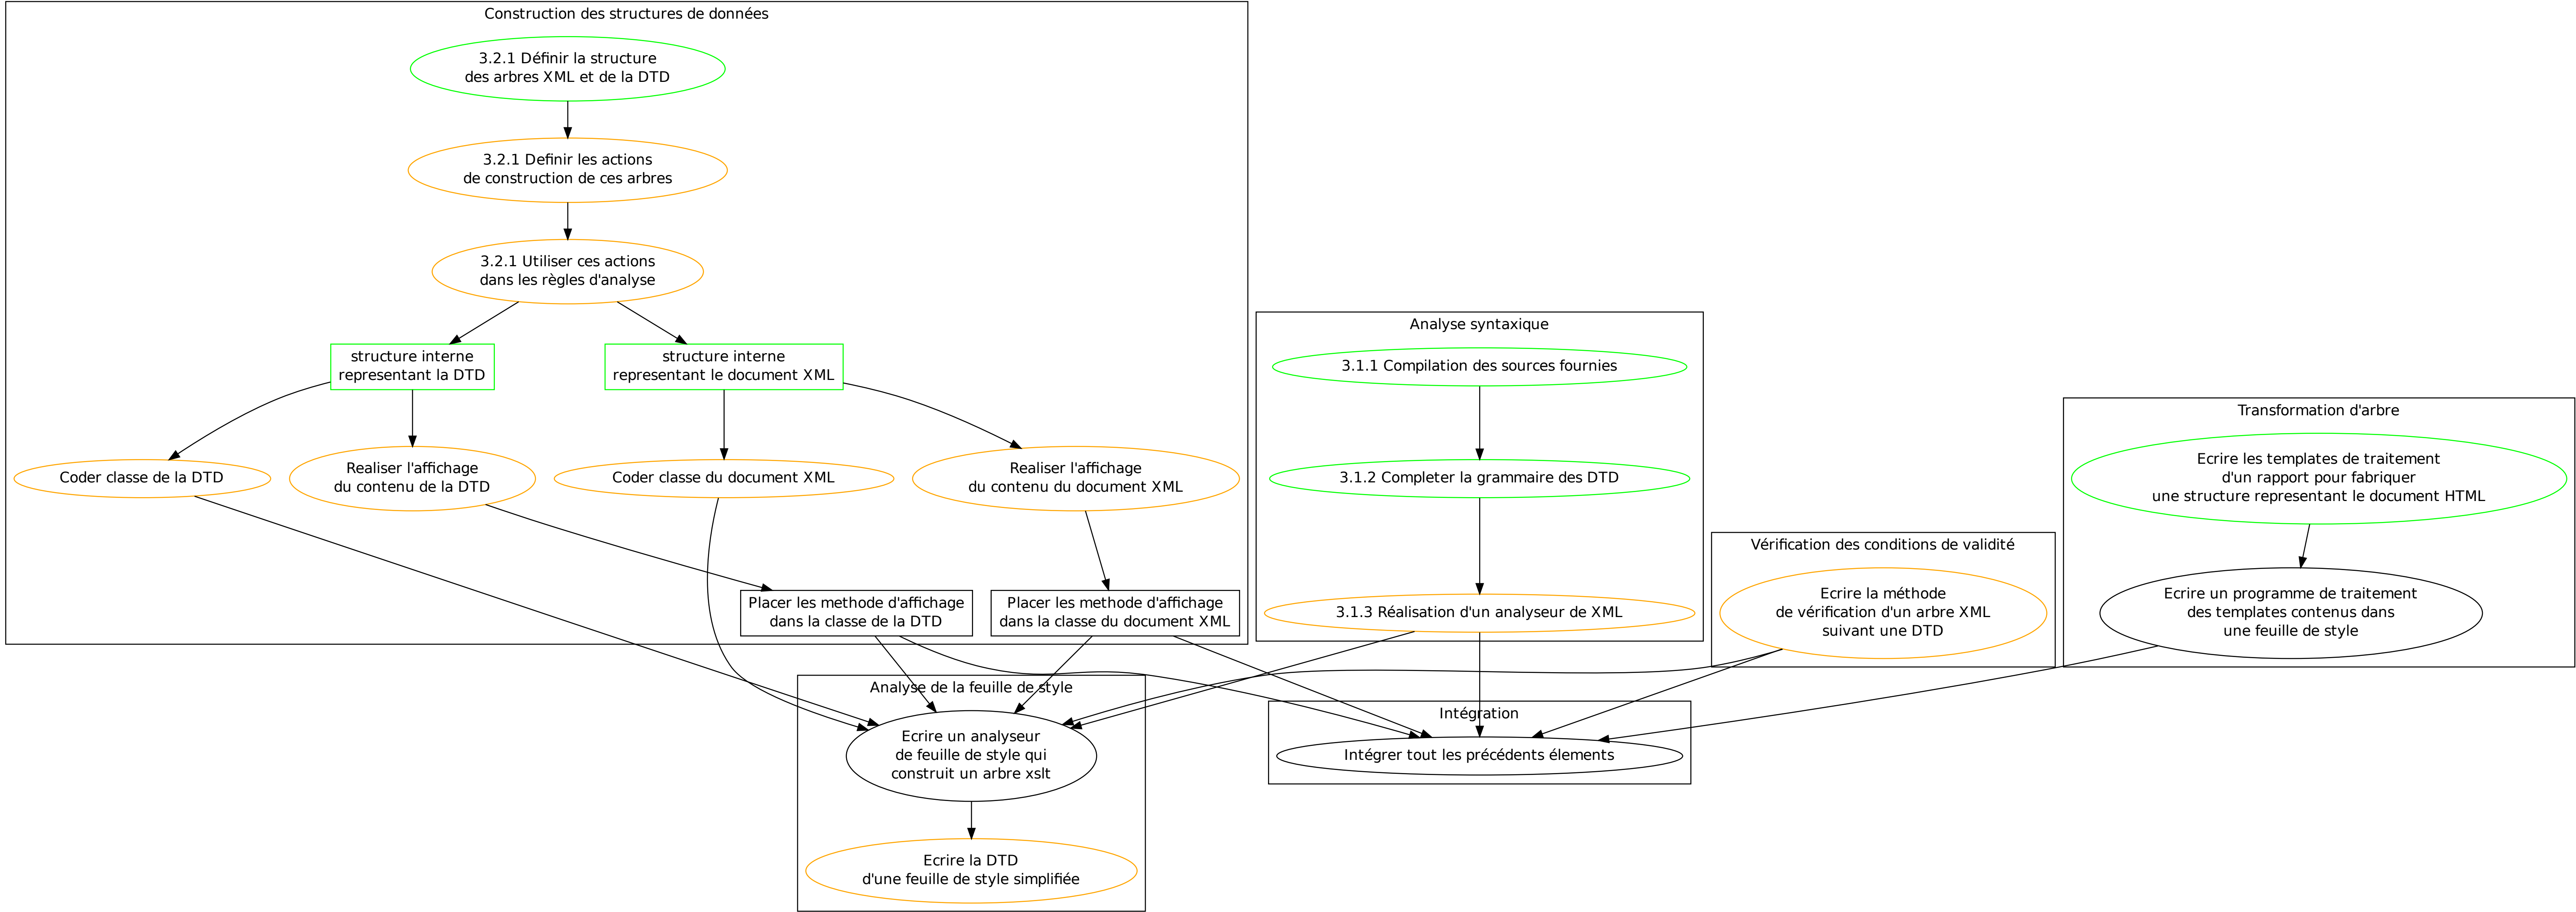 Construction des structures de données
3.2.1 Définir la structure
des arbres XML et de la DTD
3.2.1 Definir les actions
de construction de ces arbres
3.2.1 Utiliser ces actions
dans les règles d'analyse
structure interne
representant la DTD
structure interne
representant le document XML
Coder classe de la DTD
Realiser l'affichage
du contenu de la DTD
Coder classe du document XML
Realiser l'affichage
du contenu du document XML
Placer les methode d'affichage
dans la classe de la DTD
Placer les methode d'affichage
dans la classe du document XML
Analyse syntaxique
3.1.1 Compilation des sources fournies
3.1.2 Completer la grammaire des DTD
3.1.3 Réalisation d'un analyseur de XML
Vérification des conditions de validité
Ecrire la méthode
de vérification d'un arbre XML
suivant une DTD
Transformation d'arbre
Ecrire les templates de traitement
d'un rapport pour fabriquer
une structure representant le document HTML
Ecrire un programme de traitement
des templates contenus dans
une feuille de style
Analyse de la feuille de style
Ecrire un analyseur
de feuille de style qui
construit un arbre xslt
Ecrire la DTD
d'une feuille de style simplifiée
Intégration
Intégrer tout les précédents élements